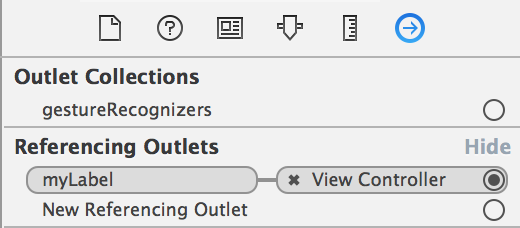 Outlet Collections
gestureRecognizers
Referencing Outlets Hide
myLabel View Controller
New Referencing Outlet